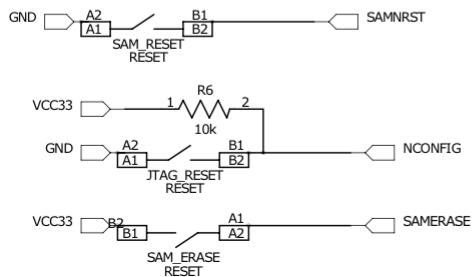 GND A2 B1 SAMNRST
A1 B2
SAM_RESET
RESET
R6
VCC33 1 2
10k
GND A2 B1 NCONFIG
A1 B2
JTAG_RESET
RESET
VCC33 B2 A1 SAMERASE
B1 A2
SAM_ERASE
RESET